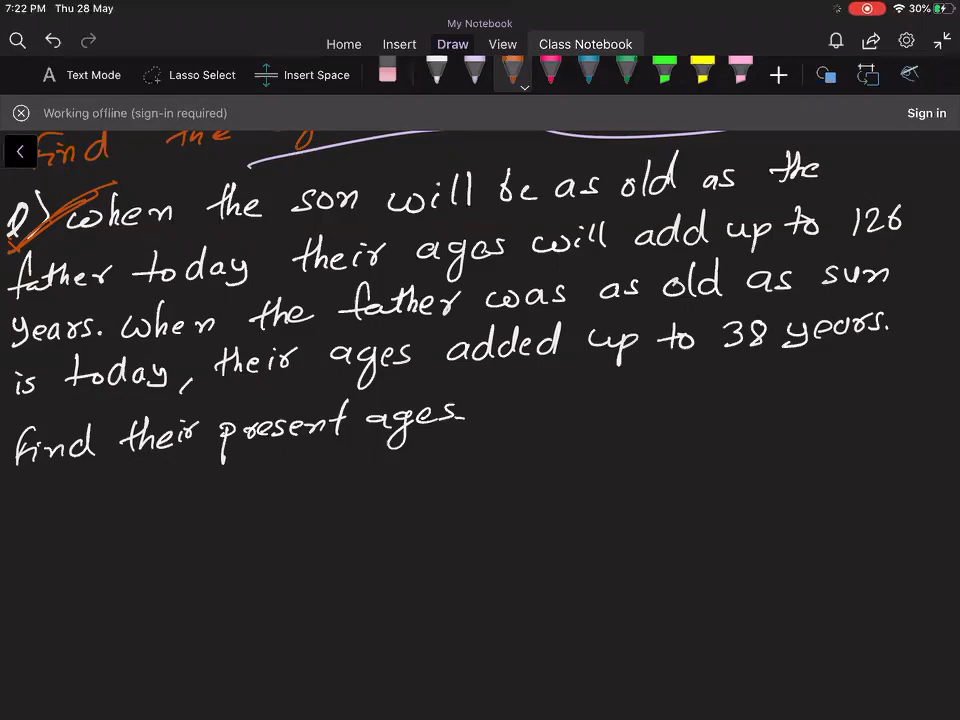 7:22 PM Thu 28 May
30%
My Notebook
Home Insert Draw View Class Notebook
Text Mode Lasso Select Insert Space
Working offline (sign-in required) Sign in
Find the
Q) When the son will be as old as the
father today their ages will add up to 126
years. When the father was as old as sun
is today, their ages added up to 38 years.
Find their present ages